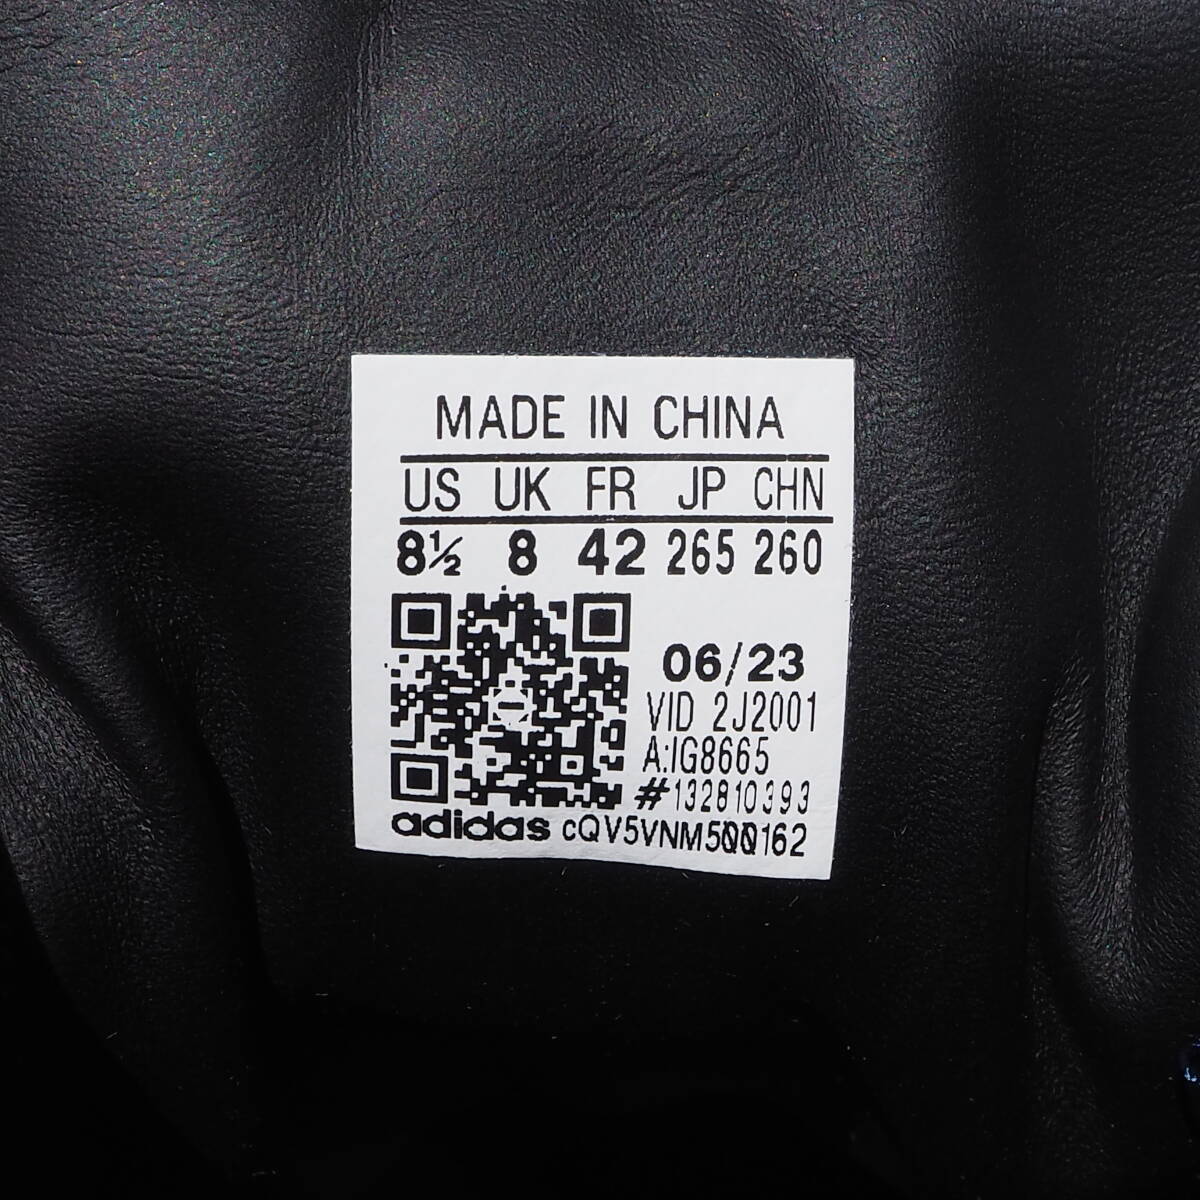 MADE IN CHINA
US UK FR JP CHN
8½ 8 42 265 260
06/23
VID 2J2001
A:IG8665
#132810393
adidas cQV5VNM500162